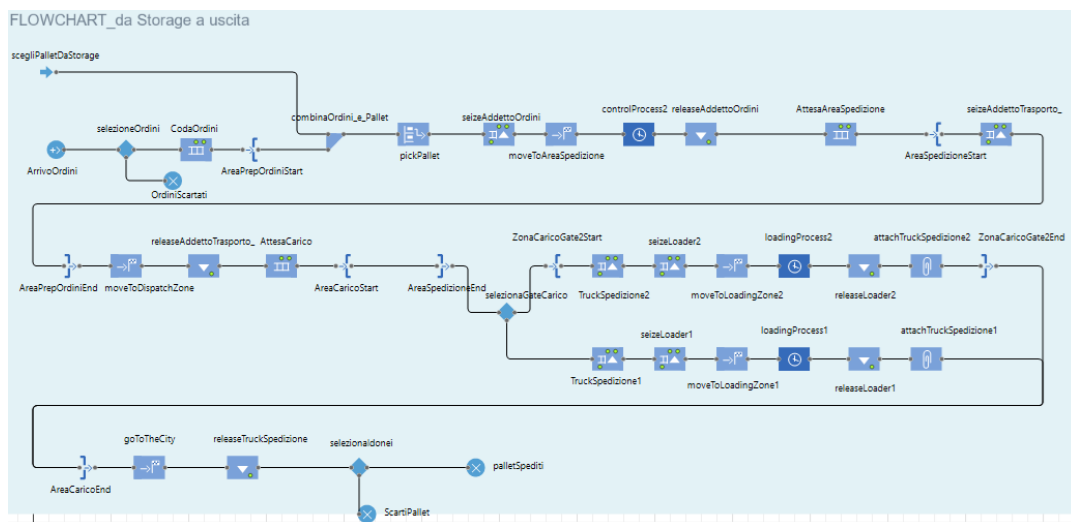 FLOWCHART_da Storage a uscita
scegliPalletDaStorage
combinaOrdini_e_Pallet
seizeAddettoOrdini
controlProcess2
releaseAddettoOrdini
AttesaAreaSpedizione
seizeAddettoTrasporto_
selezioneOrdini
CodaOrdini
pickPallet
moveToAreaSpedizione
AreaSpedizioneStart
ArrivoOrdini
AreaPrepOrdiniStart
OrdiniScartati
releaseAddettoTrasporto_
AttesaCarico
ZonaCaricoGate2Start
seizeLoader2
loadingProcess2
attachTruckSpedizione2
ZonaCaricoGate2End
AreaPrepOrdiniEnd
moveToDispatchZone
AreaCaricoStart
AreaSpedizioneEnd
selezionaGateCarico
TruckSpedizione2
moveToLoadingZone2
releaseLoader2
seizeLoader1
loadingProcess1
attachTruckSpedizione1
TruckSpedizione1
moveToLoadingZone1
releaseLoader1
goToTheCity
releaseTruckSpedizione
selezionaIdonei
palletSpediti
AreaCaricoEnd
ScartiPallet